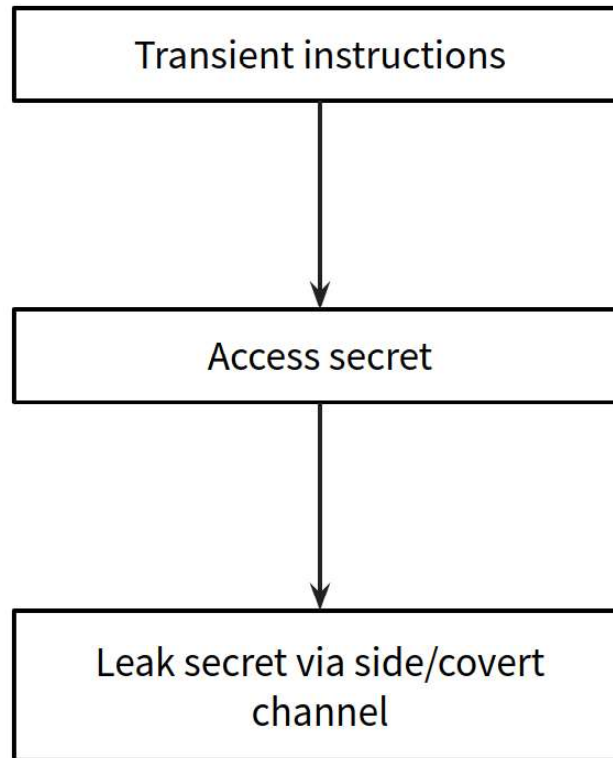 Transient instructions
Access secret
Leak secret via side/covert
channel